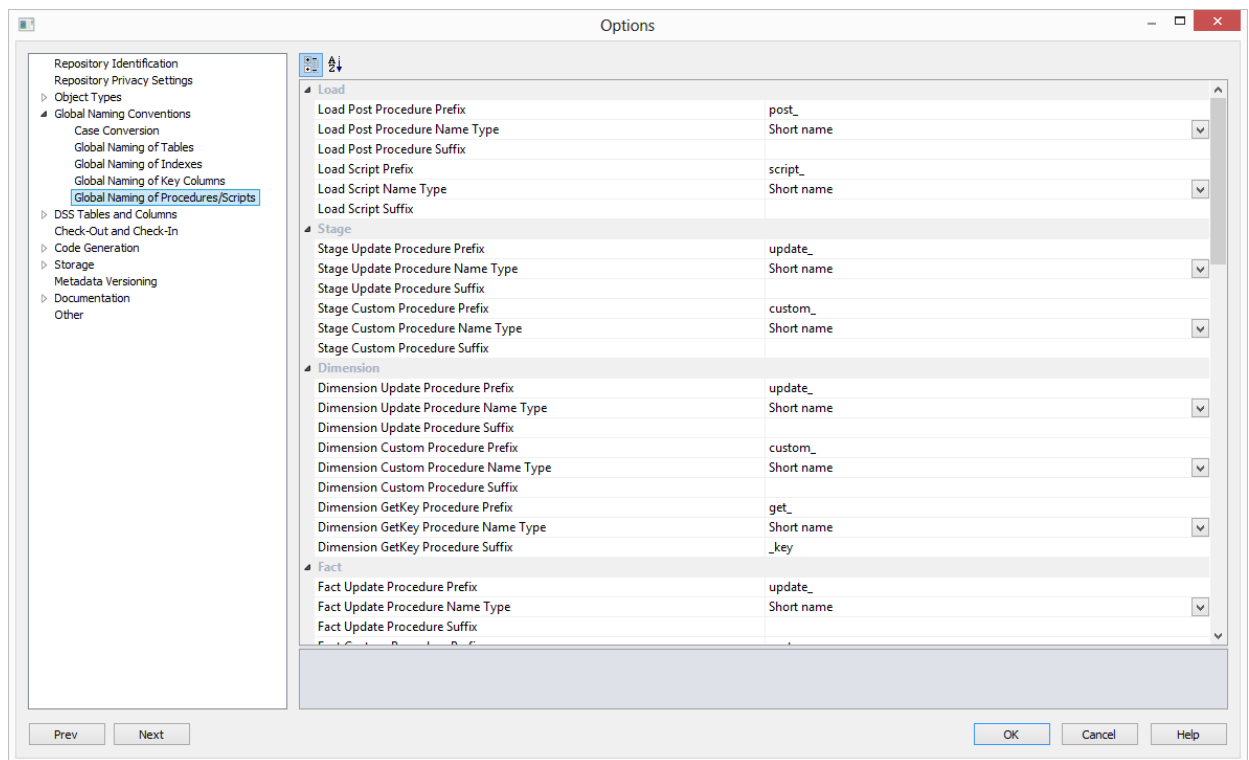 Options
Repository Identification
Repository Privacy Settings
Object Types
Global Naming Conventions
Case Conversion
Global Naming of Tables
Global Naming of Indexes
Global Naming of Key Columns
Global Naming of Procedures/Scripts
DSS Tables and Columns
Check-Out and Check-In
Code Generation
Storage
Metadata Versioning
Documentation
Other
Load
Load Post Procedure Prefix post_
Load Post Procedure Name Type Short name
Load Post Procedure Suffix
Load Script Prefix script_
Load Script Name Type Short name
Load Script Suffix
Stage
Stage Update Procedure Prefix update_
Stage Update Procedure Name Type Short name
Stage Update Procedure Suffix
Stage Custom Procedure Prefix custom_
Stage Custom Procedure Name Type Short name
Stage Custom Procedure Suffix
Dimension
Dimension Update Procedure Prefix update_
Dimension Update Procedure Name Type Short name
Dimension Update Procedure Suffix
Dimension Custom Procedure Prefix custom_
Dimension Custom Procedure Name Type Short name
Dimension Custom Procedure Suffix
Dimension GetKey Procedure Prefix get_
Dimension GetKey Procedure Name Type Short name
Dimension GetKey Procedure Suffix _key
Fact
Fact Update Procedure Prefix update_
Fact Update Procedure Name Type Short name
Fact Update Procedure Suffix
Prev Next OK Cancel Help